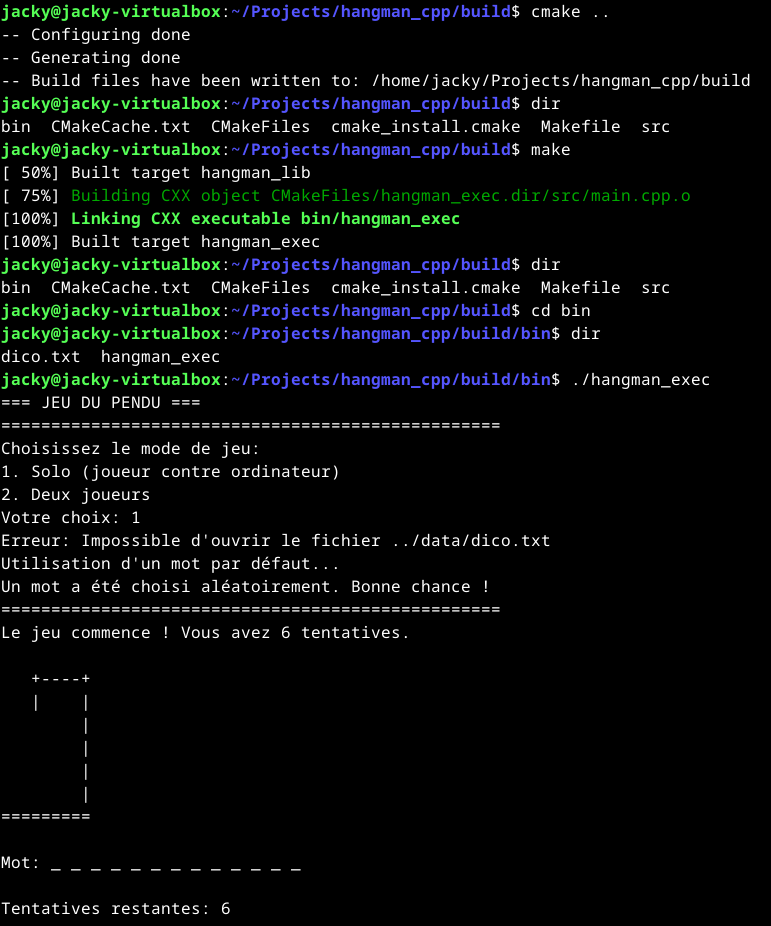 jacky@jacky-virtualbox:~/Projects/hangman_cpp/build$ cmake ..
-- Configuring done
-- Generating done
-- Build files have been written to: /home/jacky/Projects/hangman_cpp/build
jacky@jacky-virtualbox:~/Projects/hangman_cpp/build$ dir
bin  CMakeCache.txt  CMakeFiles  cmake_install.cmake  Makefile  src
jacky@jacky-virtualbox:~/Projects/hangman_cpp/build$ make
[ 50%] Built target hangman_lib
[ 75%] Building CXX object CMakeFiles/hangman_exec.dir/src/main.cpp.o
[100%] Linking CXX executable bin/hangman_exec
[100%] Built target hangman_exec
jacky@jacky-virtualbox:~/Projects/hangman_cpp/build$ dir
bin  CMakeCache.txt  CMakeFiles  cmake_install.cmake  Makefile  src
jacky@jacky-virtualbox:~/Projects/hangman_cpp/build$ cd bin
jacky@jacky-virtualbox:~/Projects/hangman_cpp/build/bin$ dir
dico.txt  hangman_exec
jacky@jacky-virtualbox:~/Projects/hangman_cpp/build/bin$ ./hangman_exec
=== JEU DU PENDU ===
==================================================
Choisissez le mode de jeu:
1. Solo (joueur contre ordinateur)
2. Deux joueurs
Votre choix: 1
Erreur: Impossible d'ouvrir le fichier ../data/dico.txt
Utilisation d'un mot par défaut...
Un mot a été choisi aléatoirement. Bonne chance !
==================================================
Le jeu commence ! Vous avez 6 tentatives.

   +----+
   |    |
        |
        |
        |
        |
=========

Mot: _ _ _ _ _ _ _ _ _ _ _ _ _

Tentatives restantes: 6